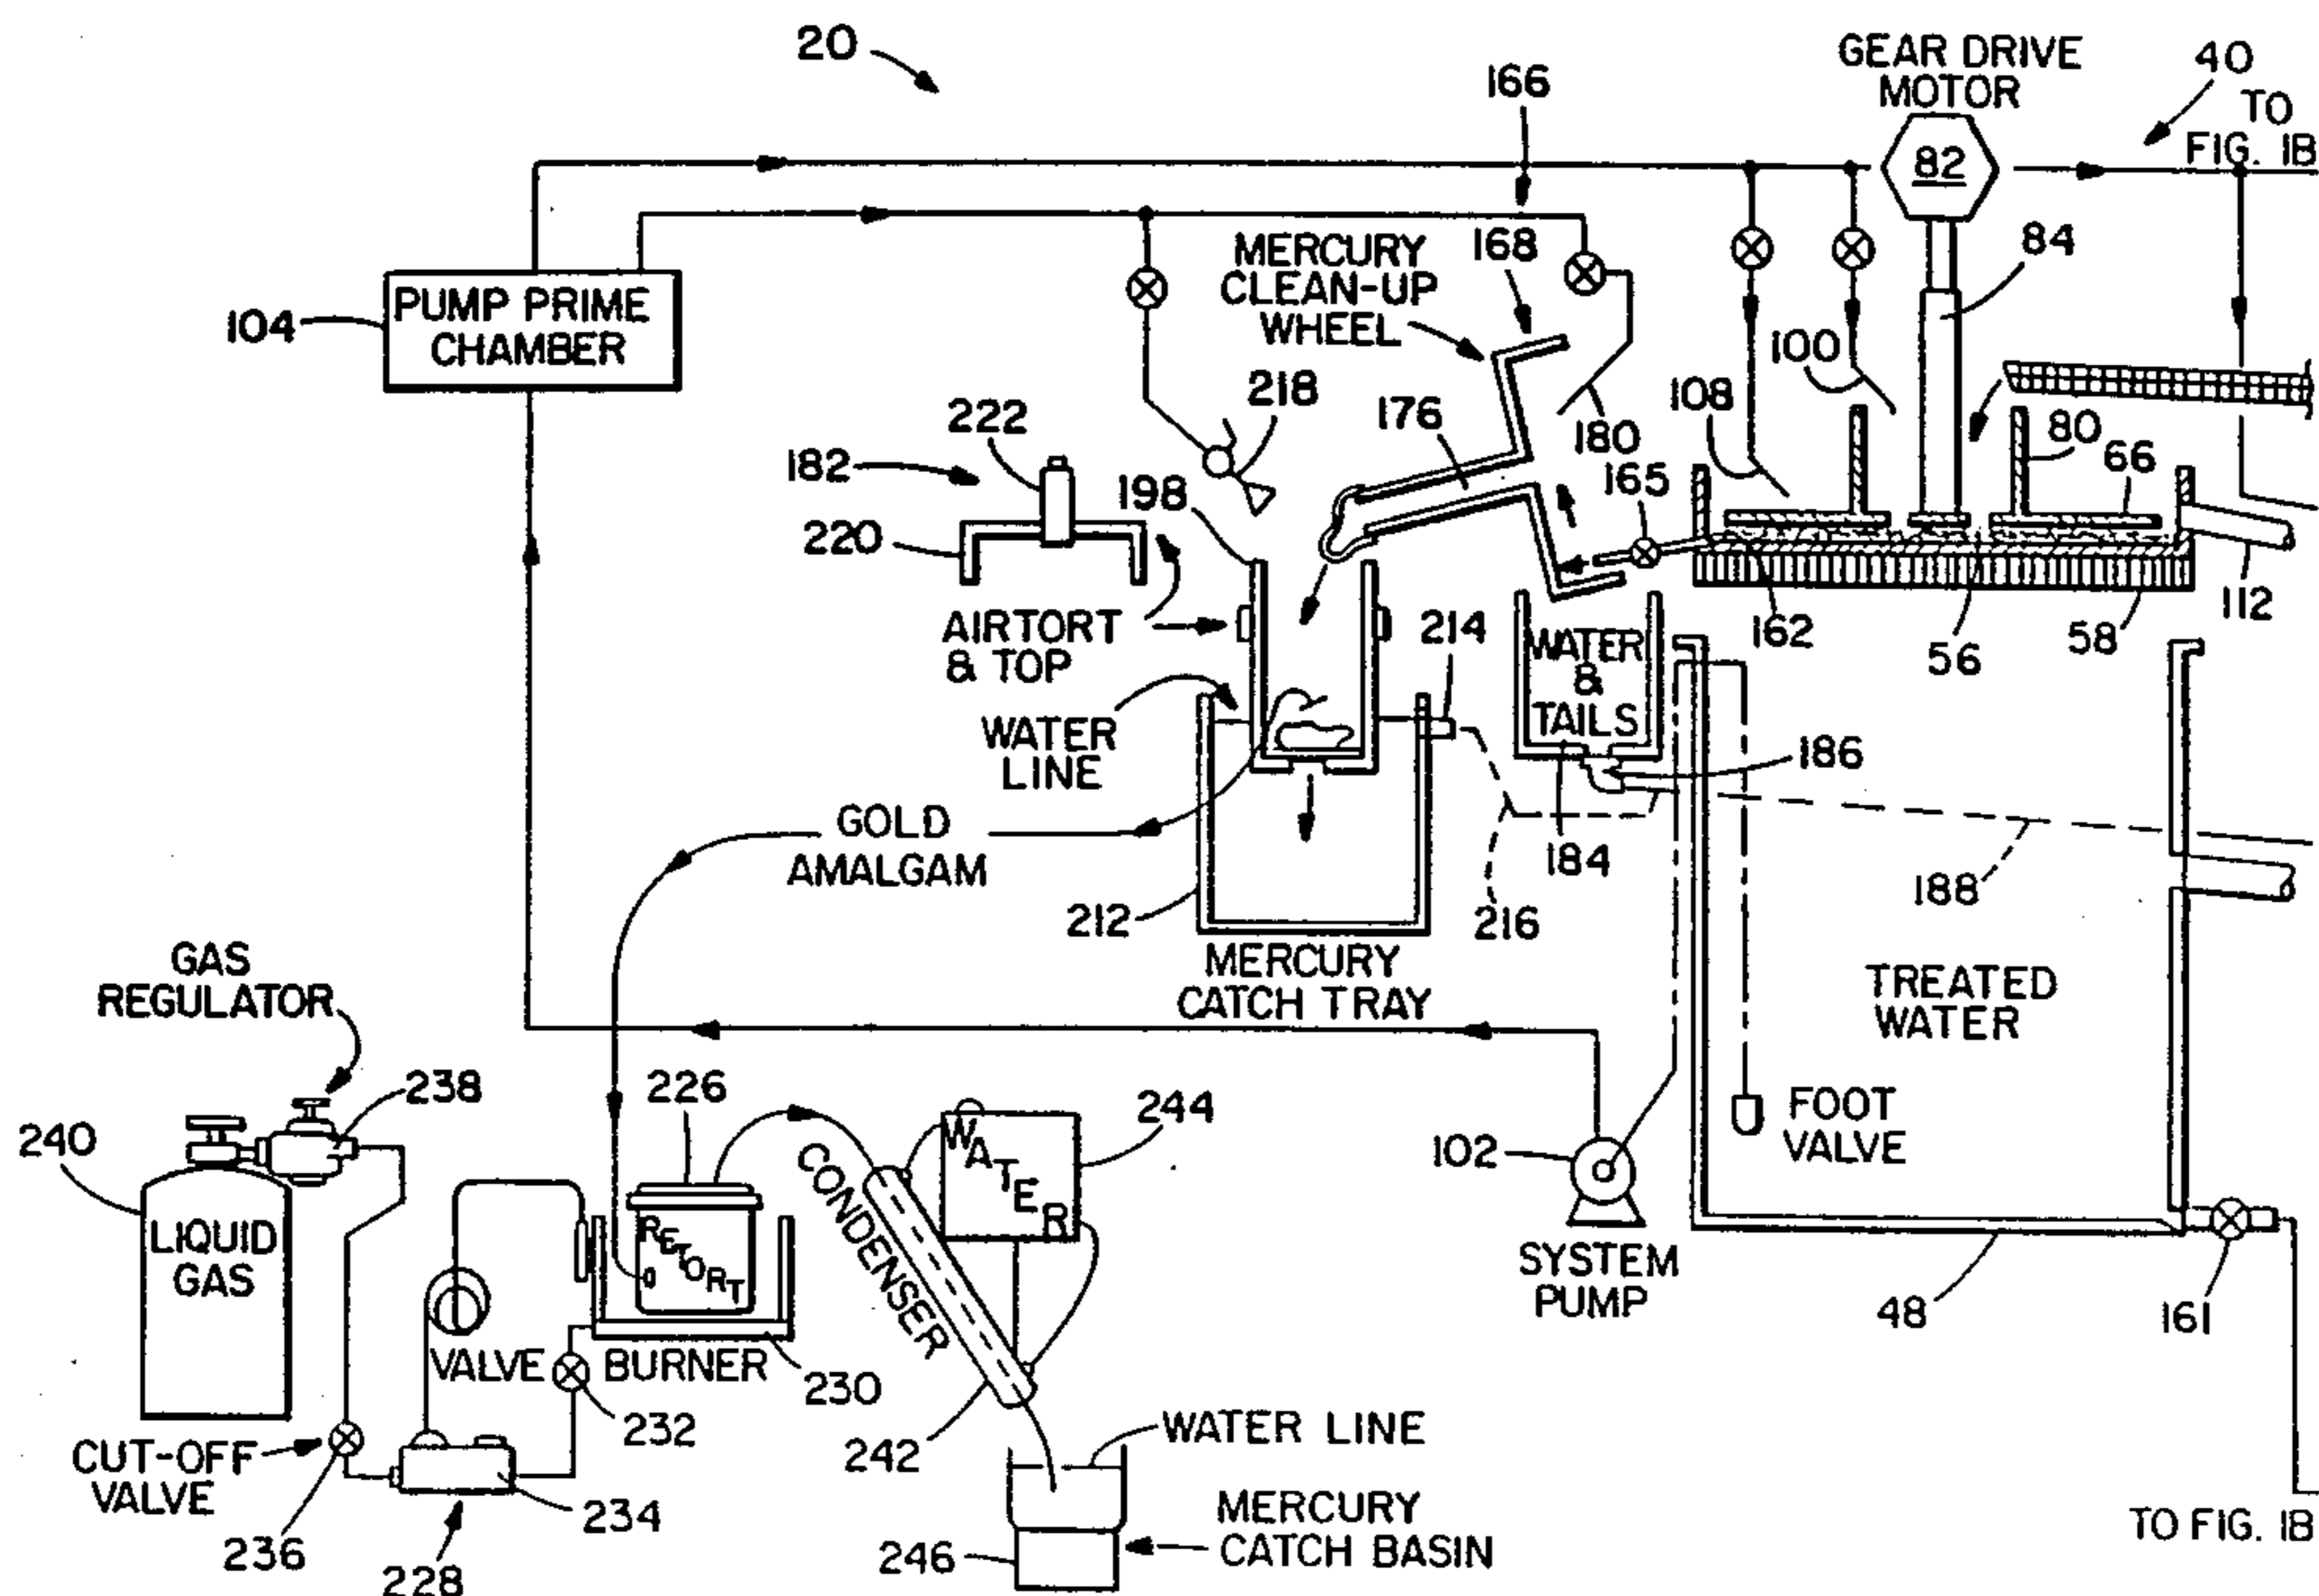 20
GEAR DRIVE
MOTOR
40
TO
FIG. 1B
166
82
168
84
MERCURY
CLEAN-UP
WHEEL
104
PUMP PRIME
CHAMBER
100
218
108
222
176
180
80
66
182
198
165
220
112
AIRTORT
& TOP
214
WATER
&
TAILS
162
56
58
WATER
LINE
186
GOLD
AMALGAM
184
188
212
216
MERCURY
CATCH TRAY
GAS
REGULATOR
TREATED
WATER
238
226
244
240
WATER
102
FOOT
VALVE
CONDENSER
LIQUID
GAS
RETORT
SYSTEM
PUMP
48
161
VALVE
BURNER
230
232
242
WATER LINE
CUT-OFF
VALVE
234
MERCURY
CATCH BASIN
TO FIG. 1B
236
228
246